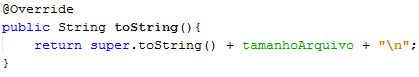 @Override
public String toString(){
    return super.toString() + tamanhoArquivo + "\n";
}